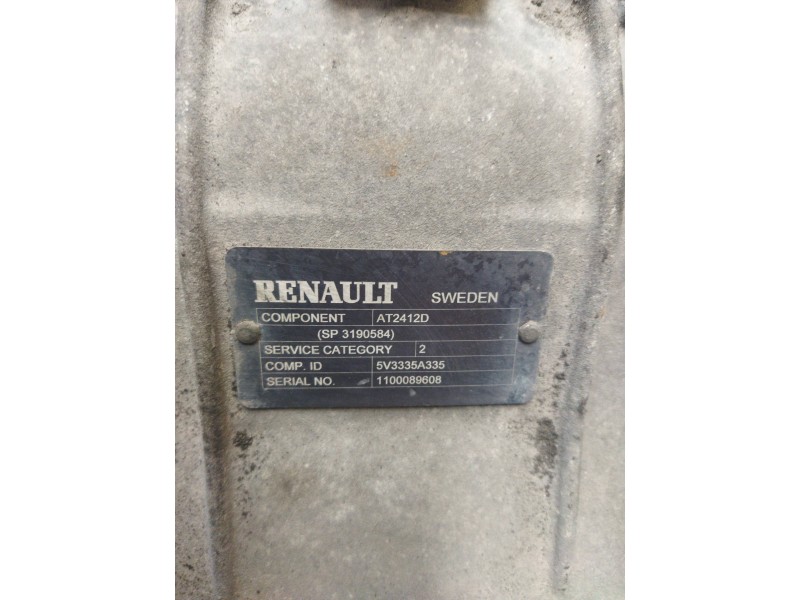 RENAULT SWEDEN
COMPONENT AT2412D
(SP 3190584)
SERVICE CATEGORY 2
COMP. ID 5V3335A335
SERIAL NO. 1100089608